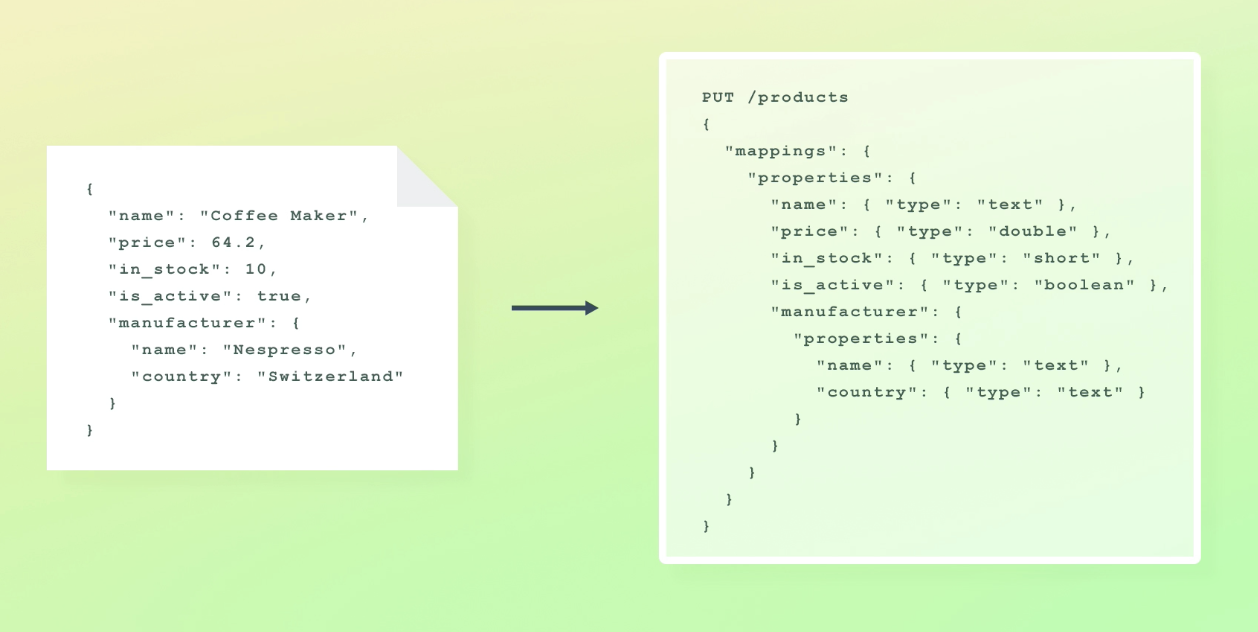 {
  "name": "Coffee Maker",
  "price": 64.2,
  "in_stock": 10,
  "is_active": true,
  "manufacturer": {
    "name": "Nespresso",
    "country": "Switzerland"
  }
}
PUT /products
{
  "mappings": {
    "properties": {
      "name": { "type": "text" },
      "price": { "type": "double" },
      "in_stock": { "type": "short" },
      "is_active": { "type": "boolean" },
      "manufacturer": {
        "properties": {
          "name": { "type": "text" },
          "country": { "type": "text" }
        }
      }
    }
  }
}